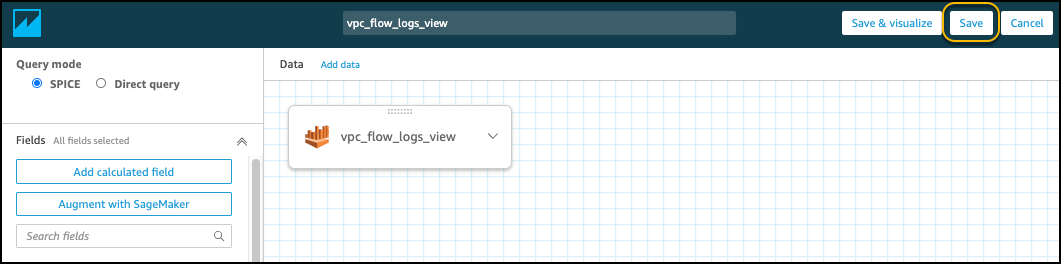 vpc_flow_logs_view
Save & visualize
Save
Cancel
Query mode
SPICE
Direct query
Data
Add data
vpc_flow_logs_view
Fields
All fields selected
Add calculated field
Augment with SageMaker
Search fields